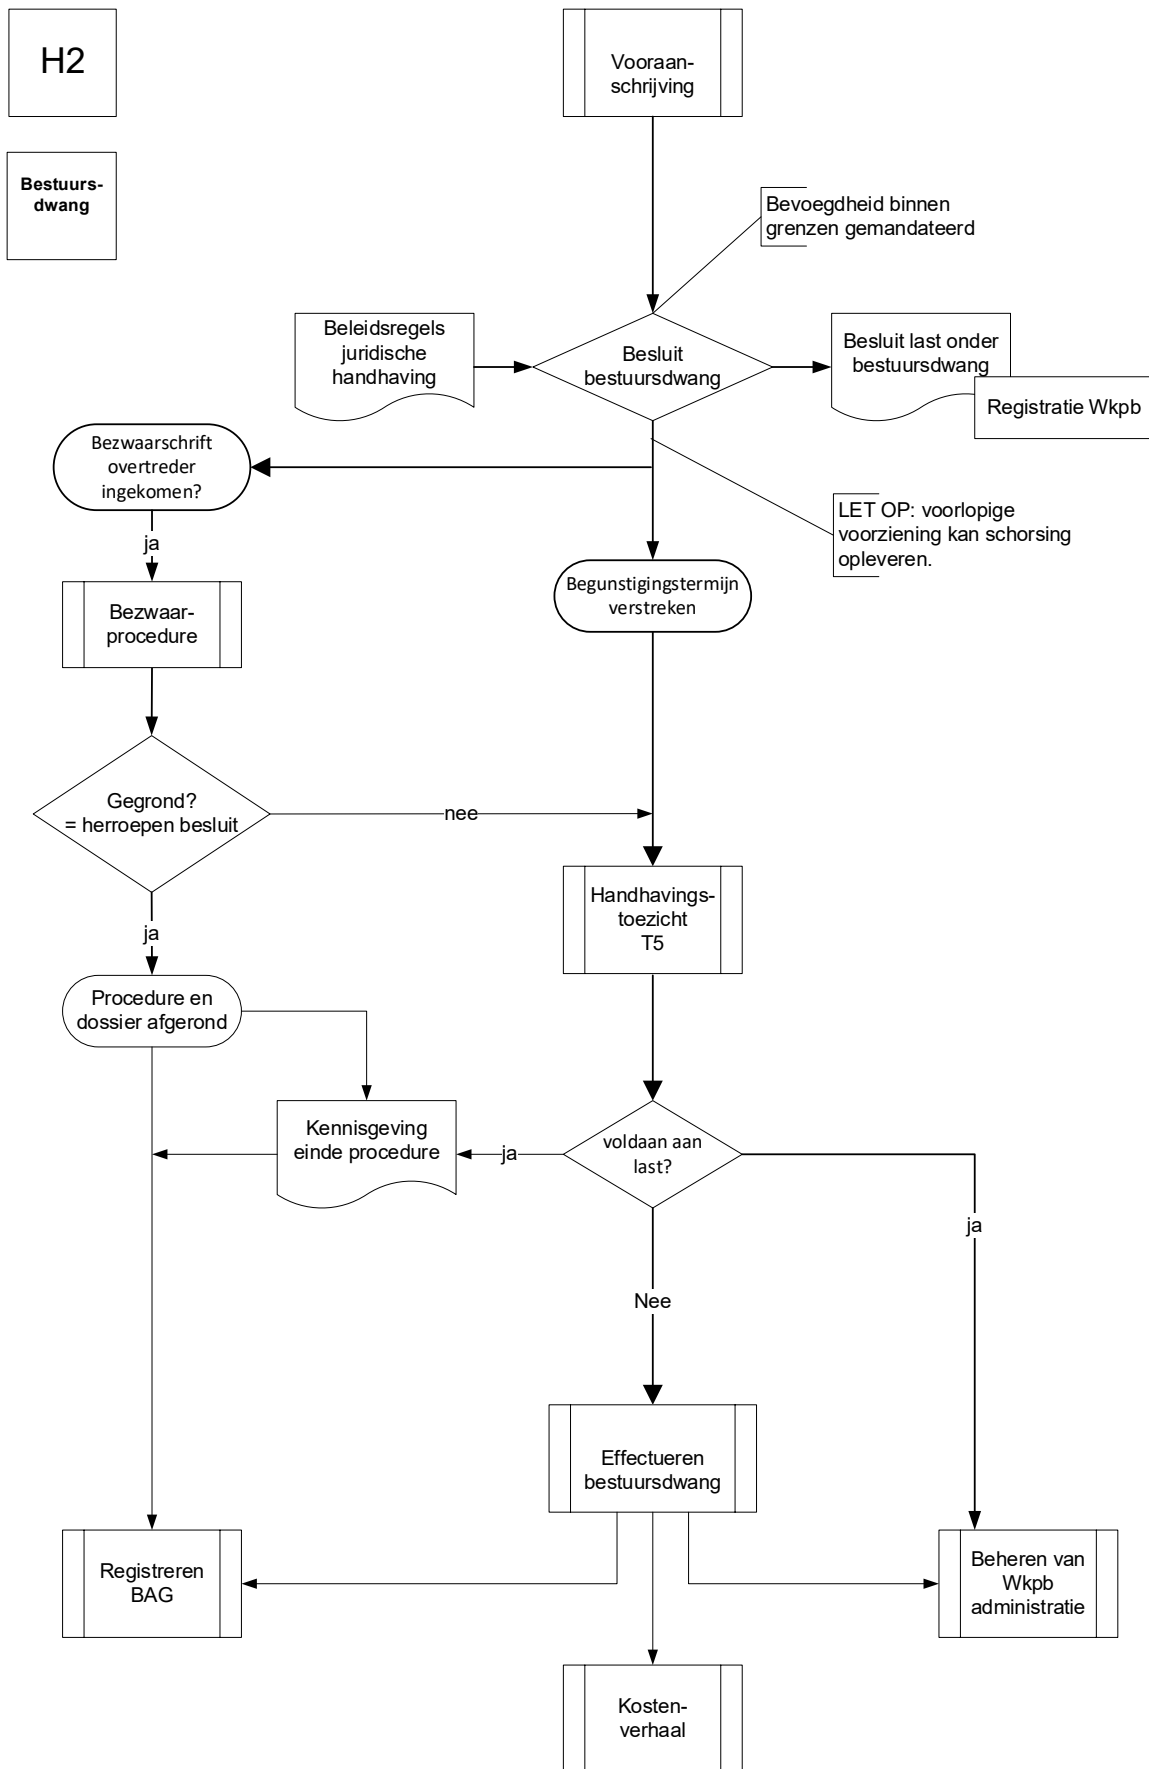 H2
Vooraan-
schrijving
Bestuurs-
dwang
Bevoegdheid binnen
grenzen gemandateerd
Beleidsregels
juridische
handhaving
Besluit
bestuursdwang
Besluit last onder
bestuursdwang
Registratie Wkpb
Bezwaarschrift
overtreder
ingekomen?
LET OP: voorlopige
voorziening kan schorsing
opleveren.
ja
Begunstigingstermijn
verstreken
Bezwaar-
procedure
Gegrond?
= herroepen besluit
nee
Handhavings-
toezicht
T5
ja
Procedure en
dossier afgerond
Kennisgeving
einde procedure
ja
voldaan aan
last?
ja
Nee
Effectueren
bestuursdwang
Registreren
BAG
Beheren van
Wkpb
administratie
Kosten-
verhaal